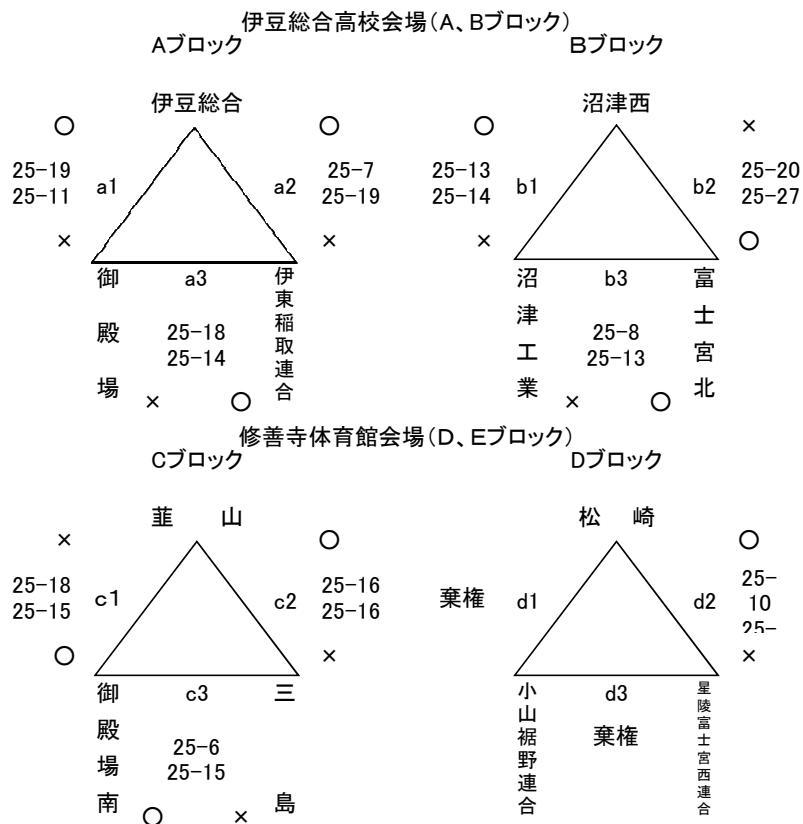 伊豆総合高校会場(A、Bブロック)
Aブロック
Bブロック
伊豆総合
沼津西
○
○
○
×
25-19
25-11
a1
a2
25-7
25-19
25-13
25-14
b1
b2
25-20
25-27
×
×
×
○
御殿場
a3
伊東稲取連合
25-18
25-14
×
○
沼津工業
b3
富士宮北
25-8
25-13
×
○
修善寺体育館会場(D、Eブロック)
Cブロック
Dブロック
韮 山
松 崎
×
○
○
25-18
25-15
c1
c2
25-16
25-16
棄権
d1
d2
25-
10
25-
○
×
×
御殿場南
c3
三島
25-6
25-15
○
×
小山裾野連合
d3
棄権
星陵富士宮西連合